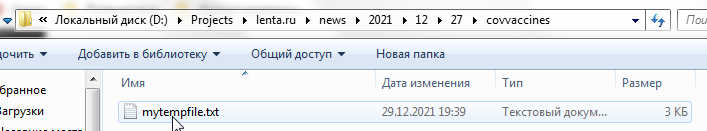 Локальный диск (D:) Projects lenta.ru news 2021 12 27 covvaccines
Добавить в библиотеку Общий доступ Новая папка
Имя Дата изменения Тип Размер
mytempfile.txt 29.12.2021 19:39 Текстовый докум... 3 КБ